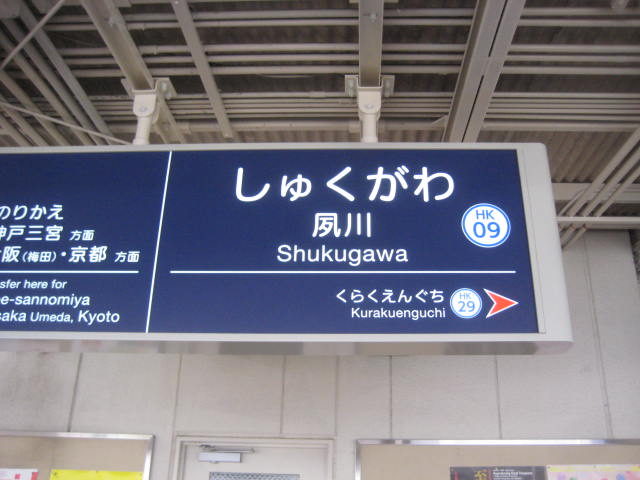 のりかえ
神戸三宮 方面
大阪(梅田)・京都 方面
sfer here for
e-sannomiya
saka Umeda, Kyoto
しゅくがわ
夙川
Shukugawa
HK
09
くらくえんぐち
Kurakuenguchi
HK
29